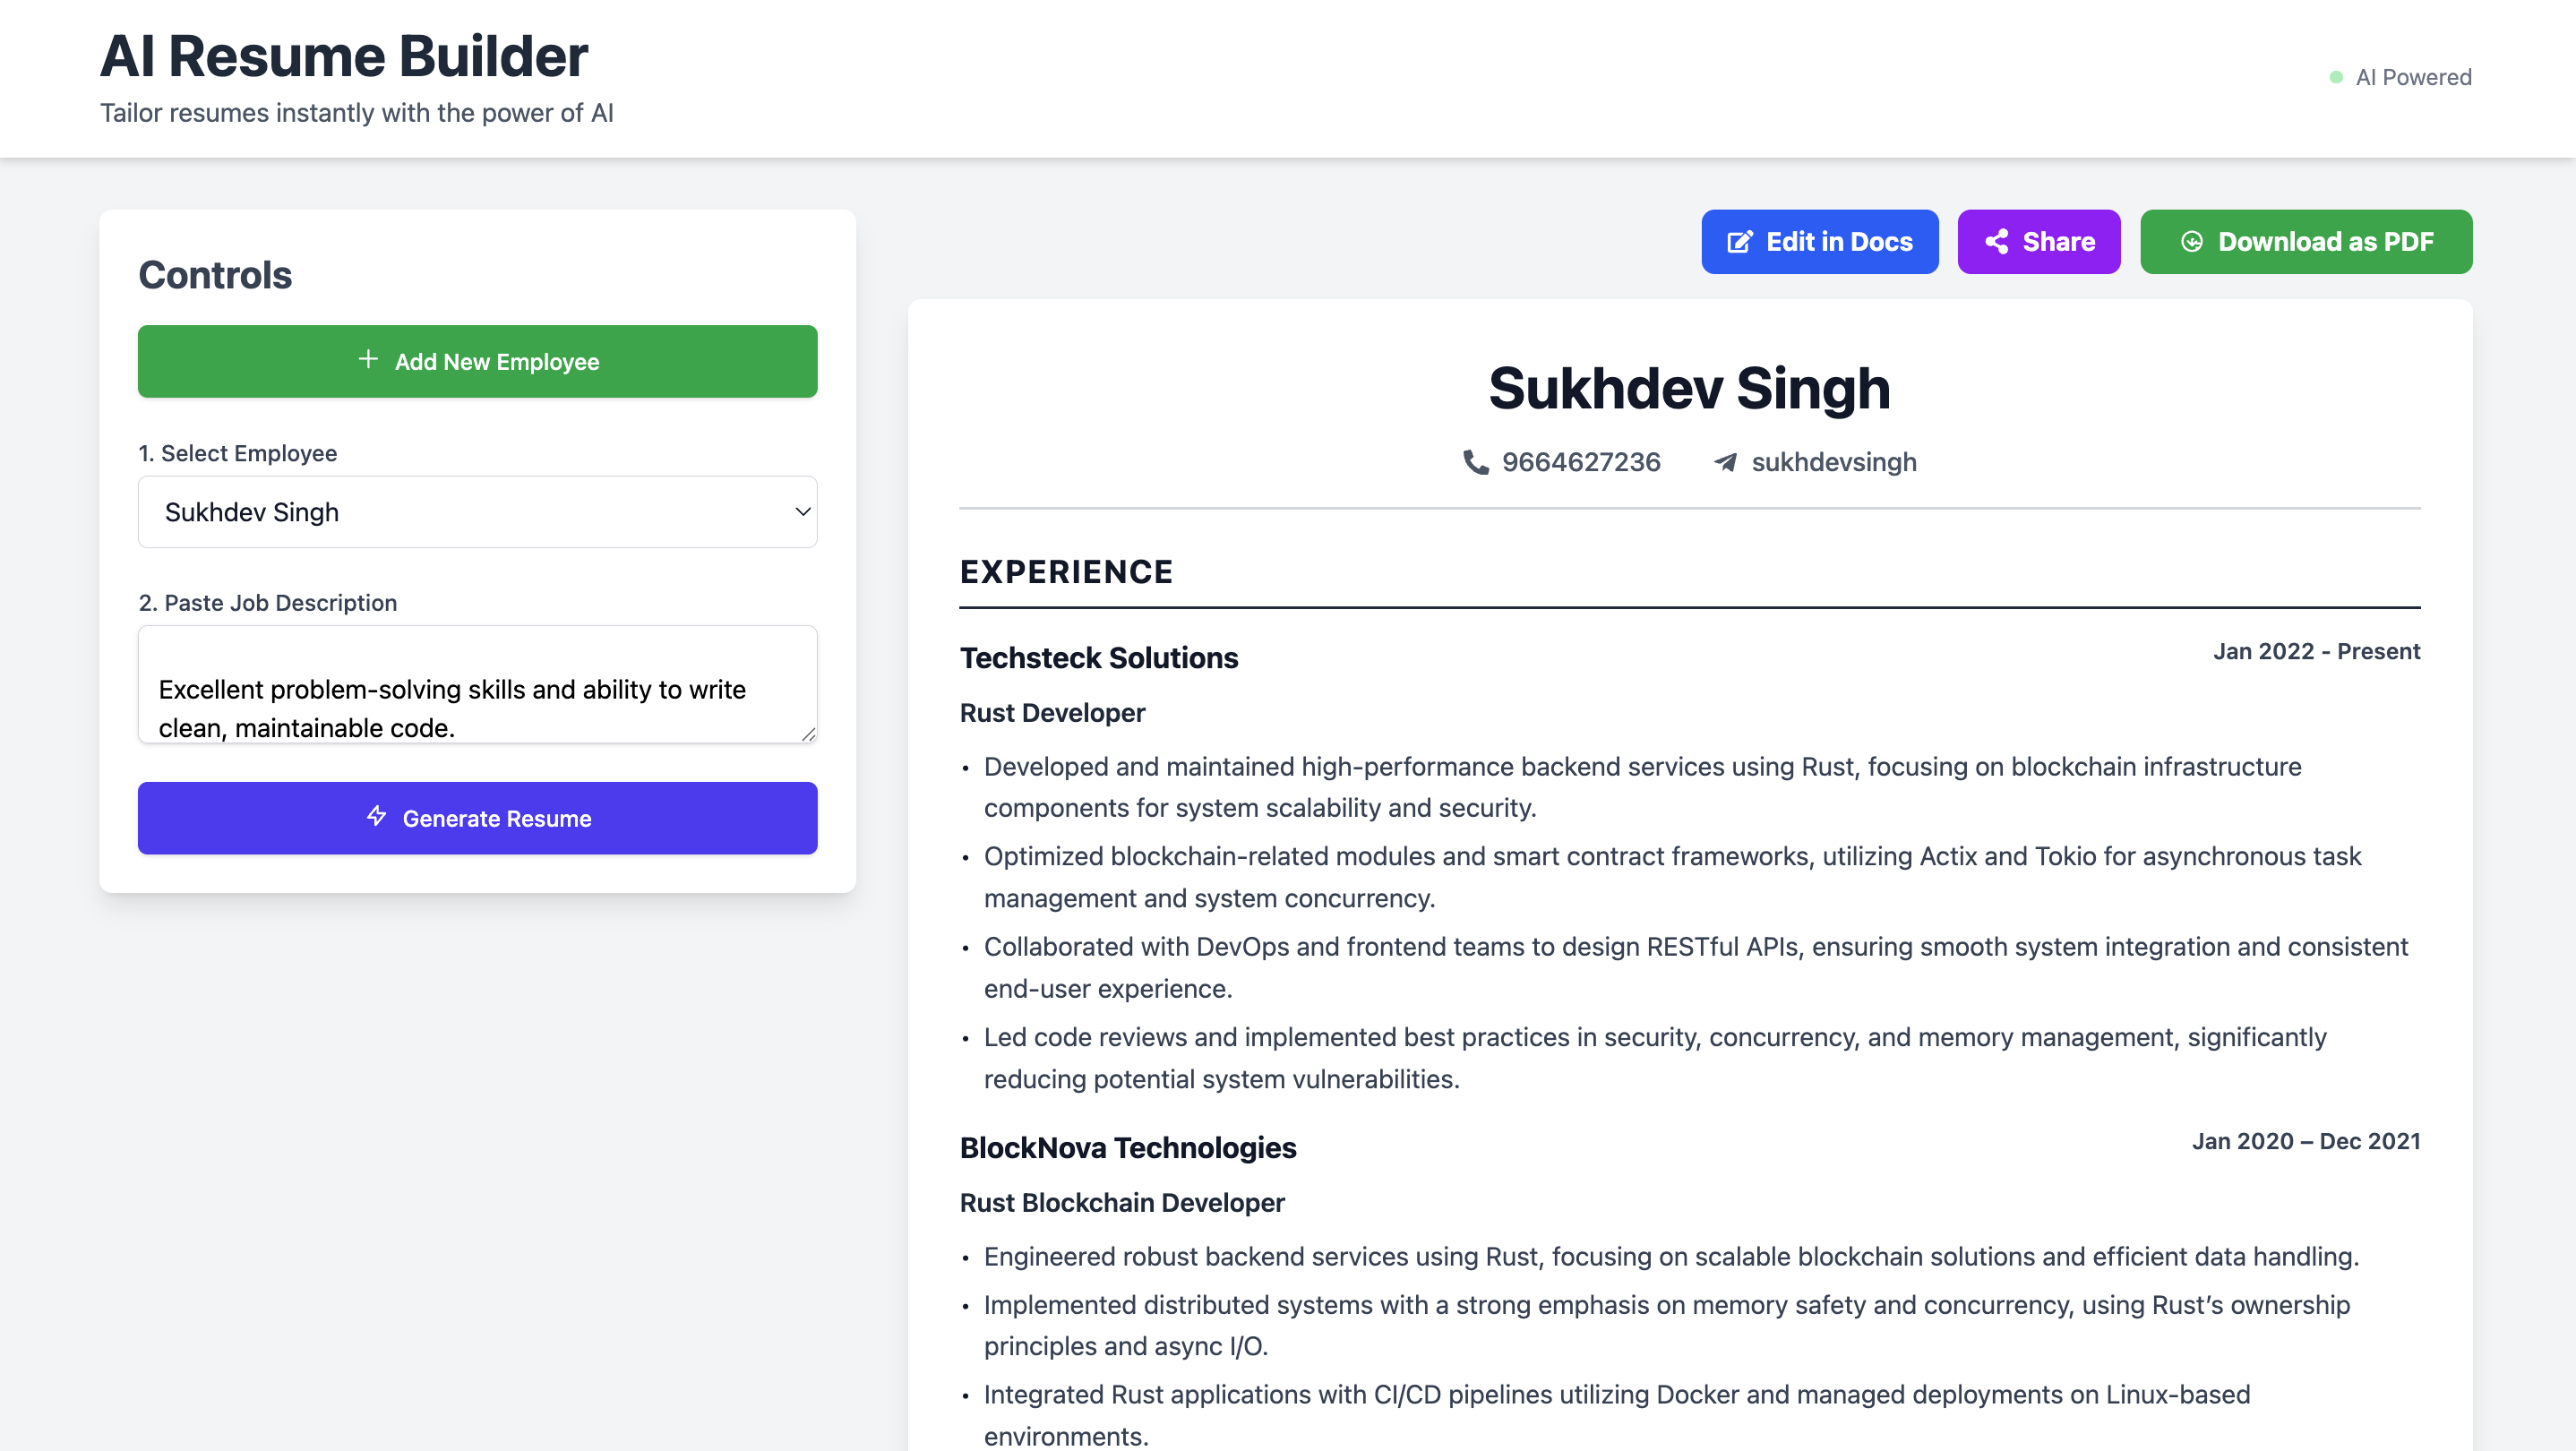 AI Resume Builder
Tailor resumes instantly with the power of AI
AI Powered
Controls
Add New Employee
1. Select Employee
Sukhdev Singh
2. Paste Job Description
Excellent problem-solving skills and ability to write
clean, maintainable code.
Generate Resume
Edit in Docs
Share
Download as PDF
Sukhdev Singh
9664627236 sukhdevsingh
EXPERIENCE
Techsteck Solutions Jan 2022 - Present
Rust Developer
• Developed and maintained high-performance backend services using Rust, focusing on blockchain infrastructure
components for system scalability and security.
• Optimized blockchain-related modules and smart contract frameworks, utilizing Actix and Tokio for asynchronous task
management and system concurrency.
• Collaborated with DevOps and frontend teams to design RESTful APIs, ensuring smooth system integration and consistent
end-user experience.
• Led code reviews and implemented best practices in security, concurrency, and memory management, significantly
reducing potential system vulnerabilities.
BlockNova Technologies Jan 2020 – Dec 2021
Rust Blockchain Developer
• Engineered robust backend services using Rust, focusing on scalable blockchain solutions and efficient data handling.
• Implemented distributed systems with a strong emphasis on memory safety and concurrency, using Rust’s ownership
principles and async I/O.
• Integrated Rust applications with CI/CD pipelines utilizing Docker and managed deployments on Linux-based
environments.